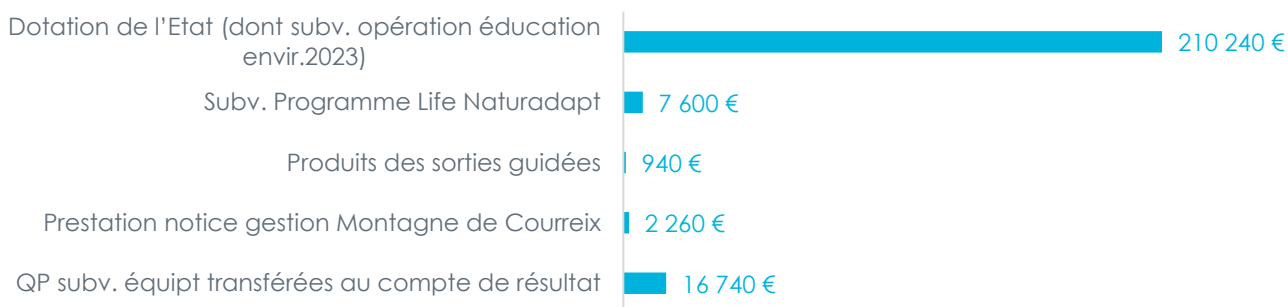 Dotation de l’Etat (dont subv. opération éducation
envir.2023)
210 240 €
Subv. Programme Life Naturadapt
7 600 €
Produits des sorties guidées
940 €
Prestation notice gestion Montagne de Courreix
2 260 €
QP subv. équipt transférées au compte de résultat
16 740 €